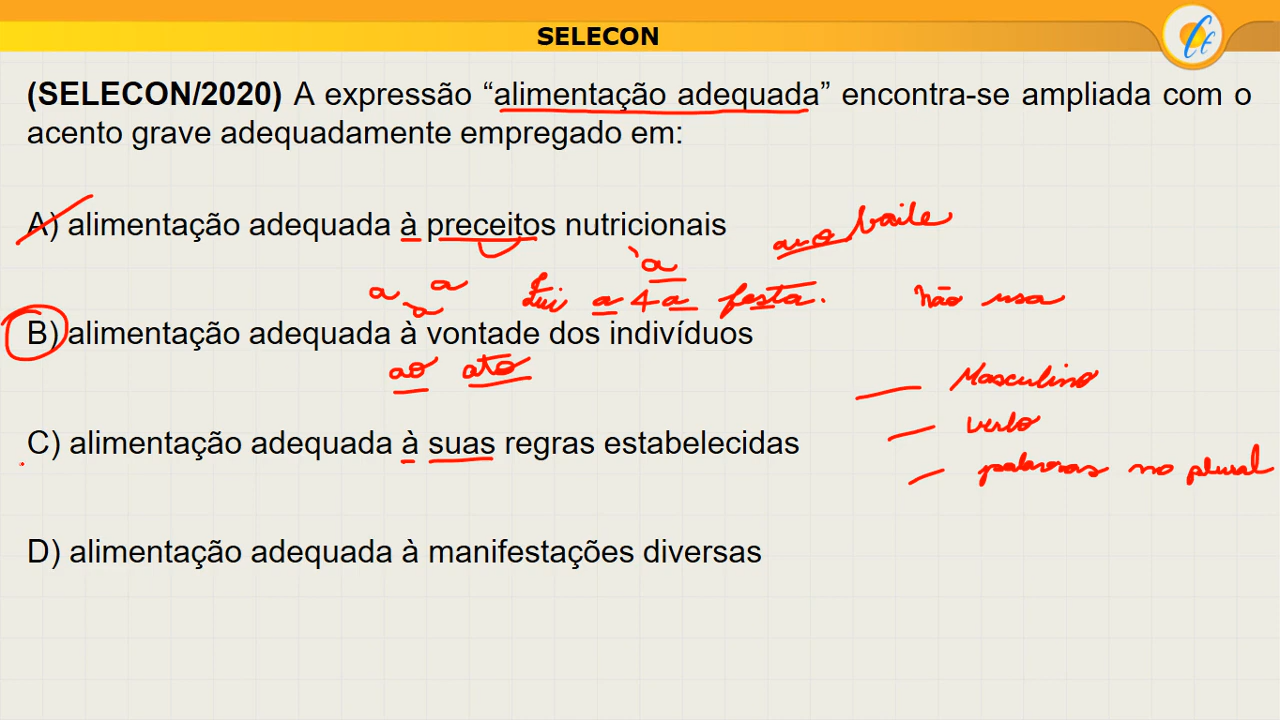 SELECON
(SELECON/2020) A expressão “alimentação adequada” encontra-se ampliada com o
acento grave adequadamente empregado em:
A) alimentação adequada à preceitos nutricionais
baile
à
a a Fui a + a festa. não usa
a
B) alimentação adequada à vontade dos indivíduos
ao ato
Masculino
verbo
C) alimentação adequada à suas regras estabelecidas
palavras no plural
D) alimentação adequada à manifestações diversas